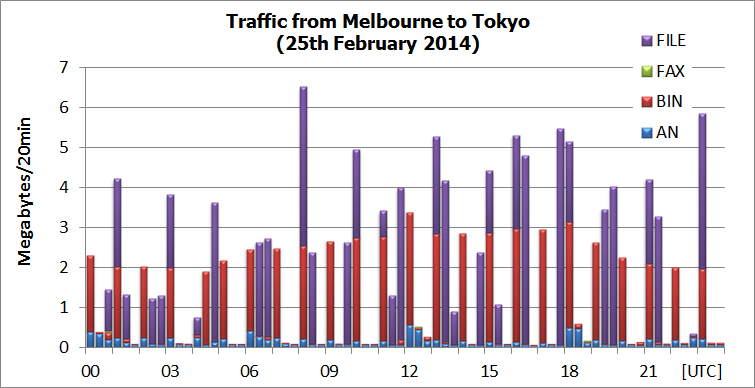 Traffic from Melbourne to Tokyo
(25th February 2014)
FILE
FAX
BIN
AN
Megabytes/20min
7
6
5
4
3
2
1
0
00 03 06 09 12 15 18 21 [UTC]